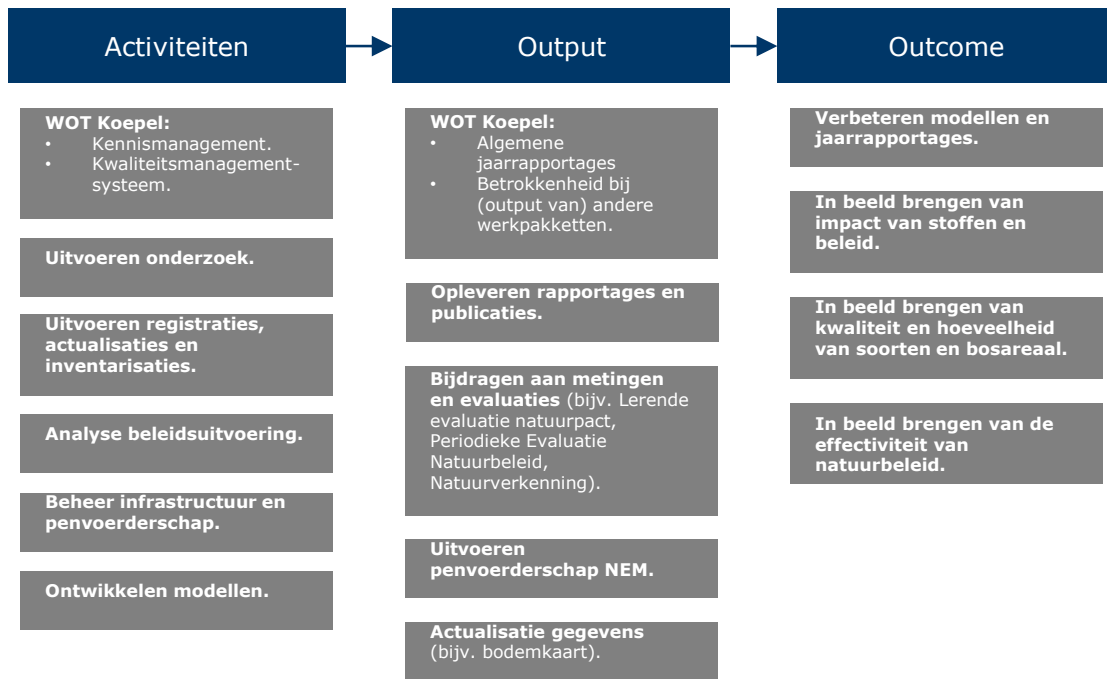 Activiteiten
Output
Outcome
WOT Koepel:
• Kennismanagement.
• Kwaliteitsmanagement-
systeem.
Uitvoeren onderzoek.
Uitvoeren registraties,
actualisaties en
inventarisaties.
Analyse beleidsuitvoering.
Beheer infrastructuur en
penvoerderschap.
Ontwikkelen modellen.
WOT Koepel:
• Algemene
jaarrapportages
• Betrokkenheid bij
(output van) andere
werkpakketten.
Opleveren rapportages en
publicaties.
Bijdragen aan metingen
en evaluaties (bijv. Lerende
evaluatie natuurpact,
Periodieke Evaluatie
Natuurbeleid,
Natuurverkenning).
Uitvoeren
penvoerderschap NEM.
Actualisatie gegevens
(bijv. bodemkaart).
Verbeteren modellen en
jaarrapportages.
In beeld brengen van
impact van stoffen en
beleid.
In beeld brengen van
kwaliteit en hoeveelheid
van soorten en bosareaal.
In beeld brengen van de
effectiviteit van
natuurbeleid.